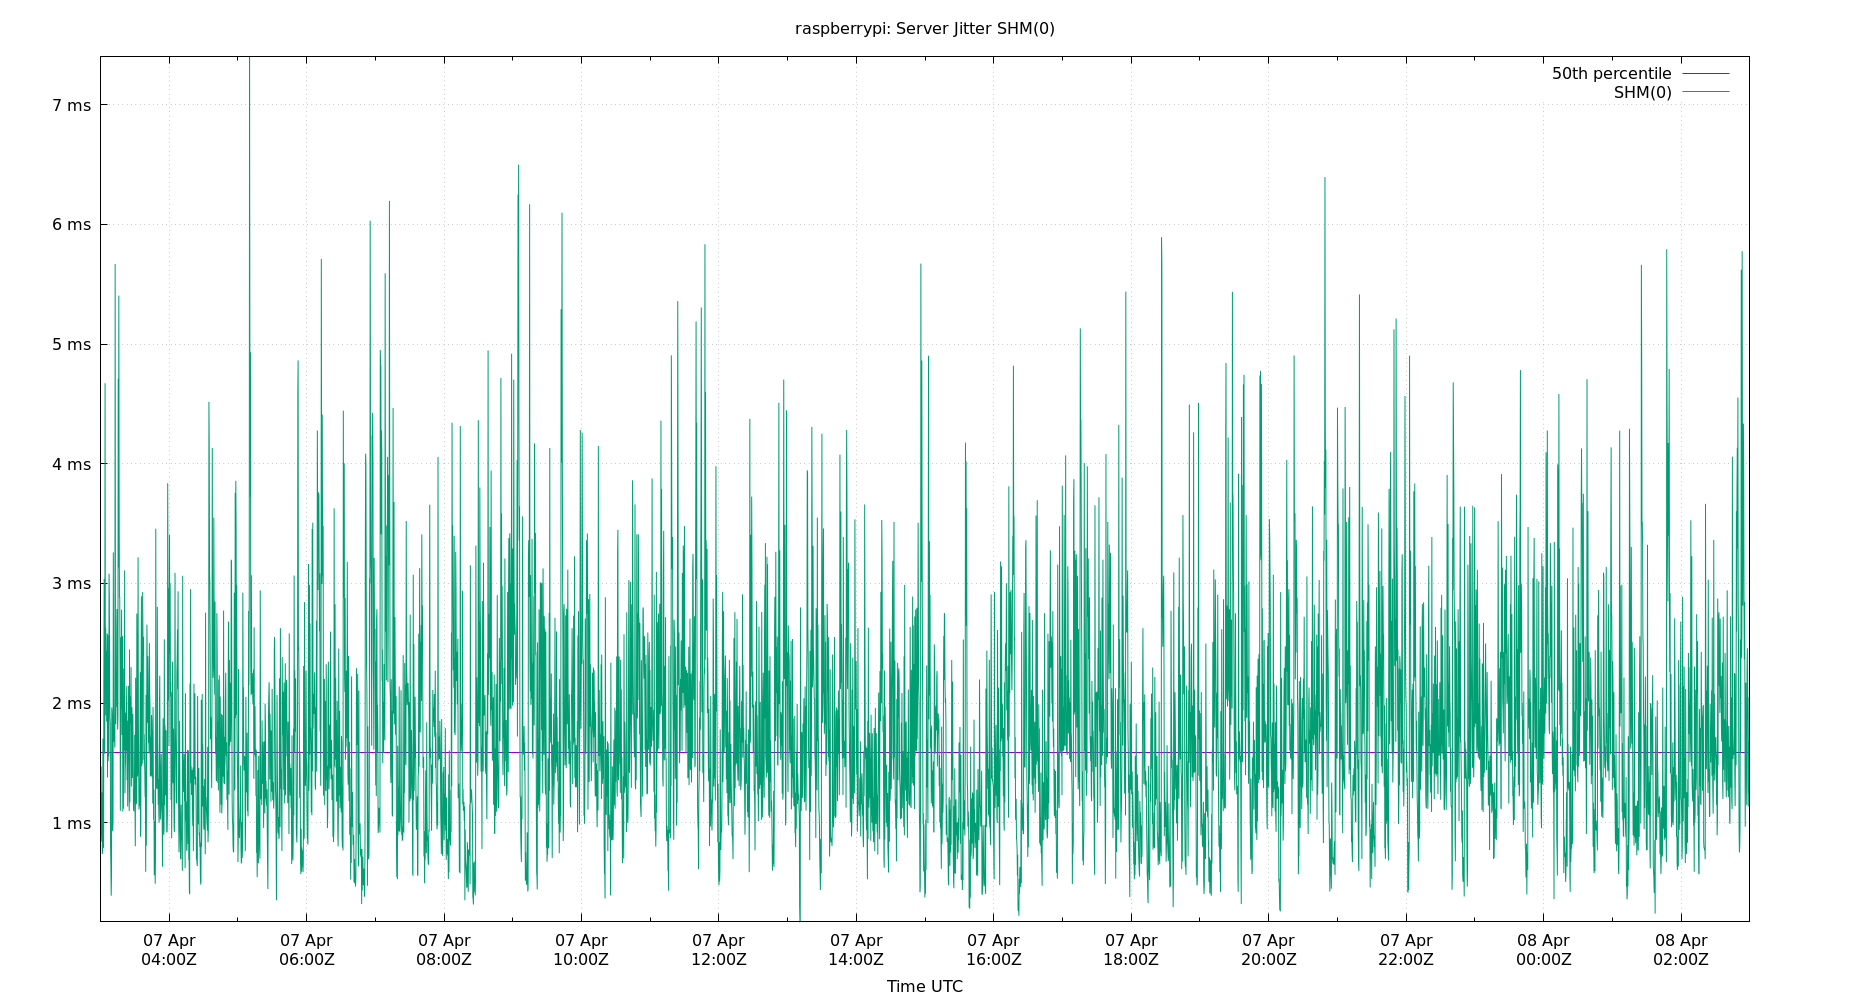 raspberrypi: Server Jitter SHM(0)
50th percentile
SHM(0)
7 ms
6 ms
5 ms
4 ms
3 ms
2 ms
1 ms
07 Apr 07 Apr 07 Apr 07 Apr 07 Apr 07 Apr 07 Apr 07 Apr 07 Apr 07 Apr 08 Apr 08 Apr
04:00Z 06:00Z 08:00Z 10:00Z 12:00Z 14:00Z 16:00Z 18:00Z 20:00Z 22:00Z 00:00Z 02:00Z
Time UTC